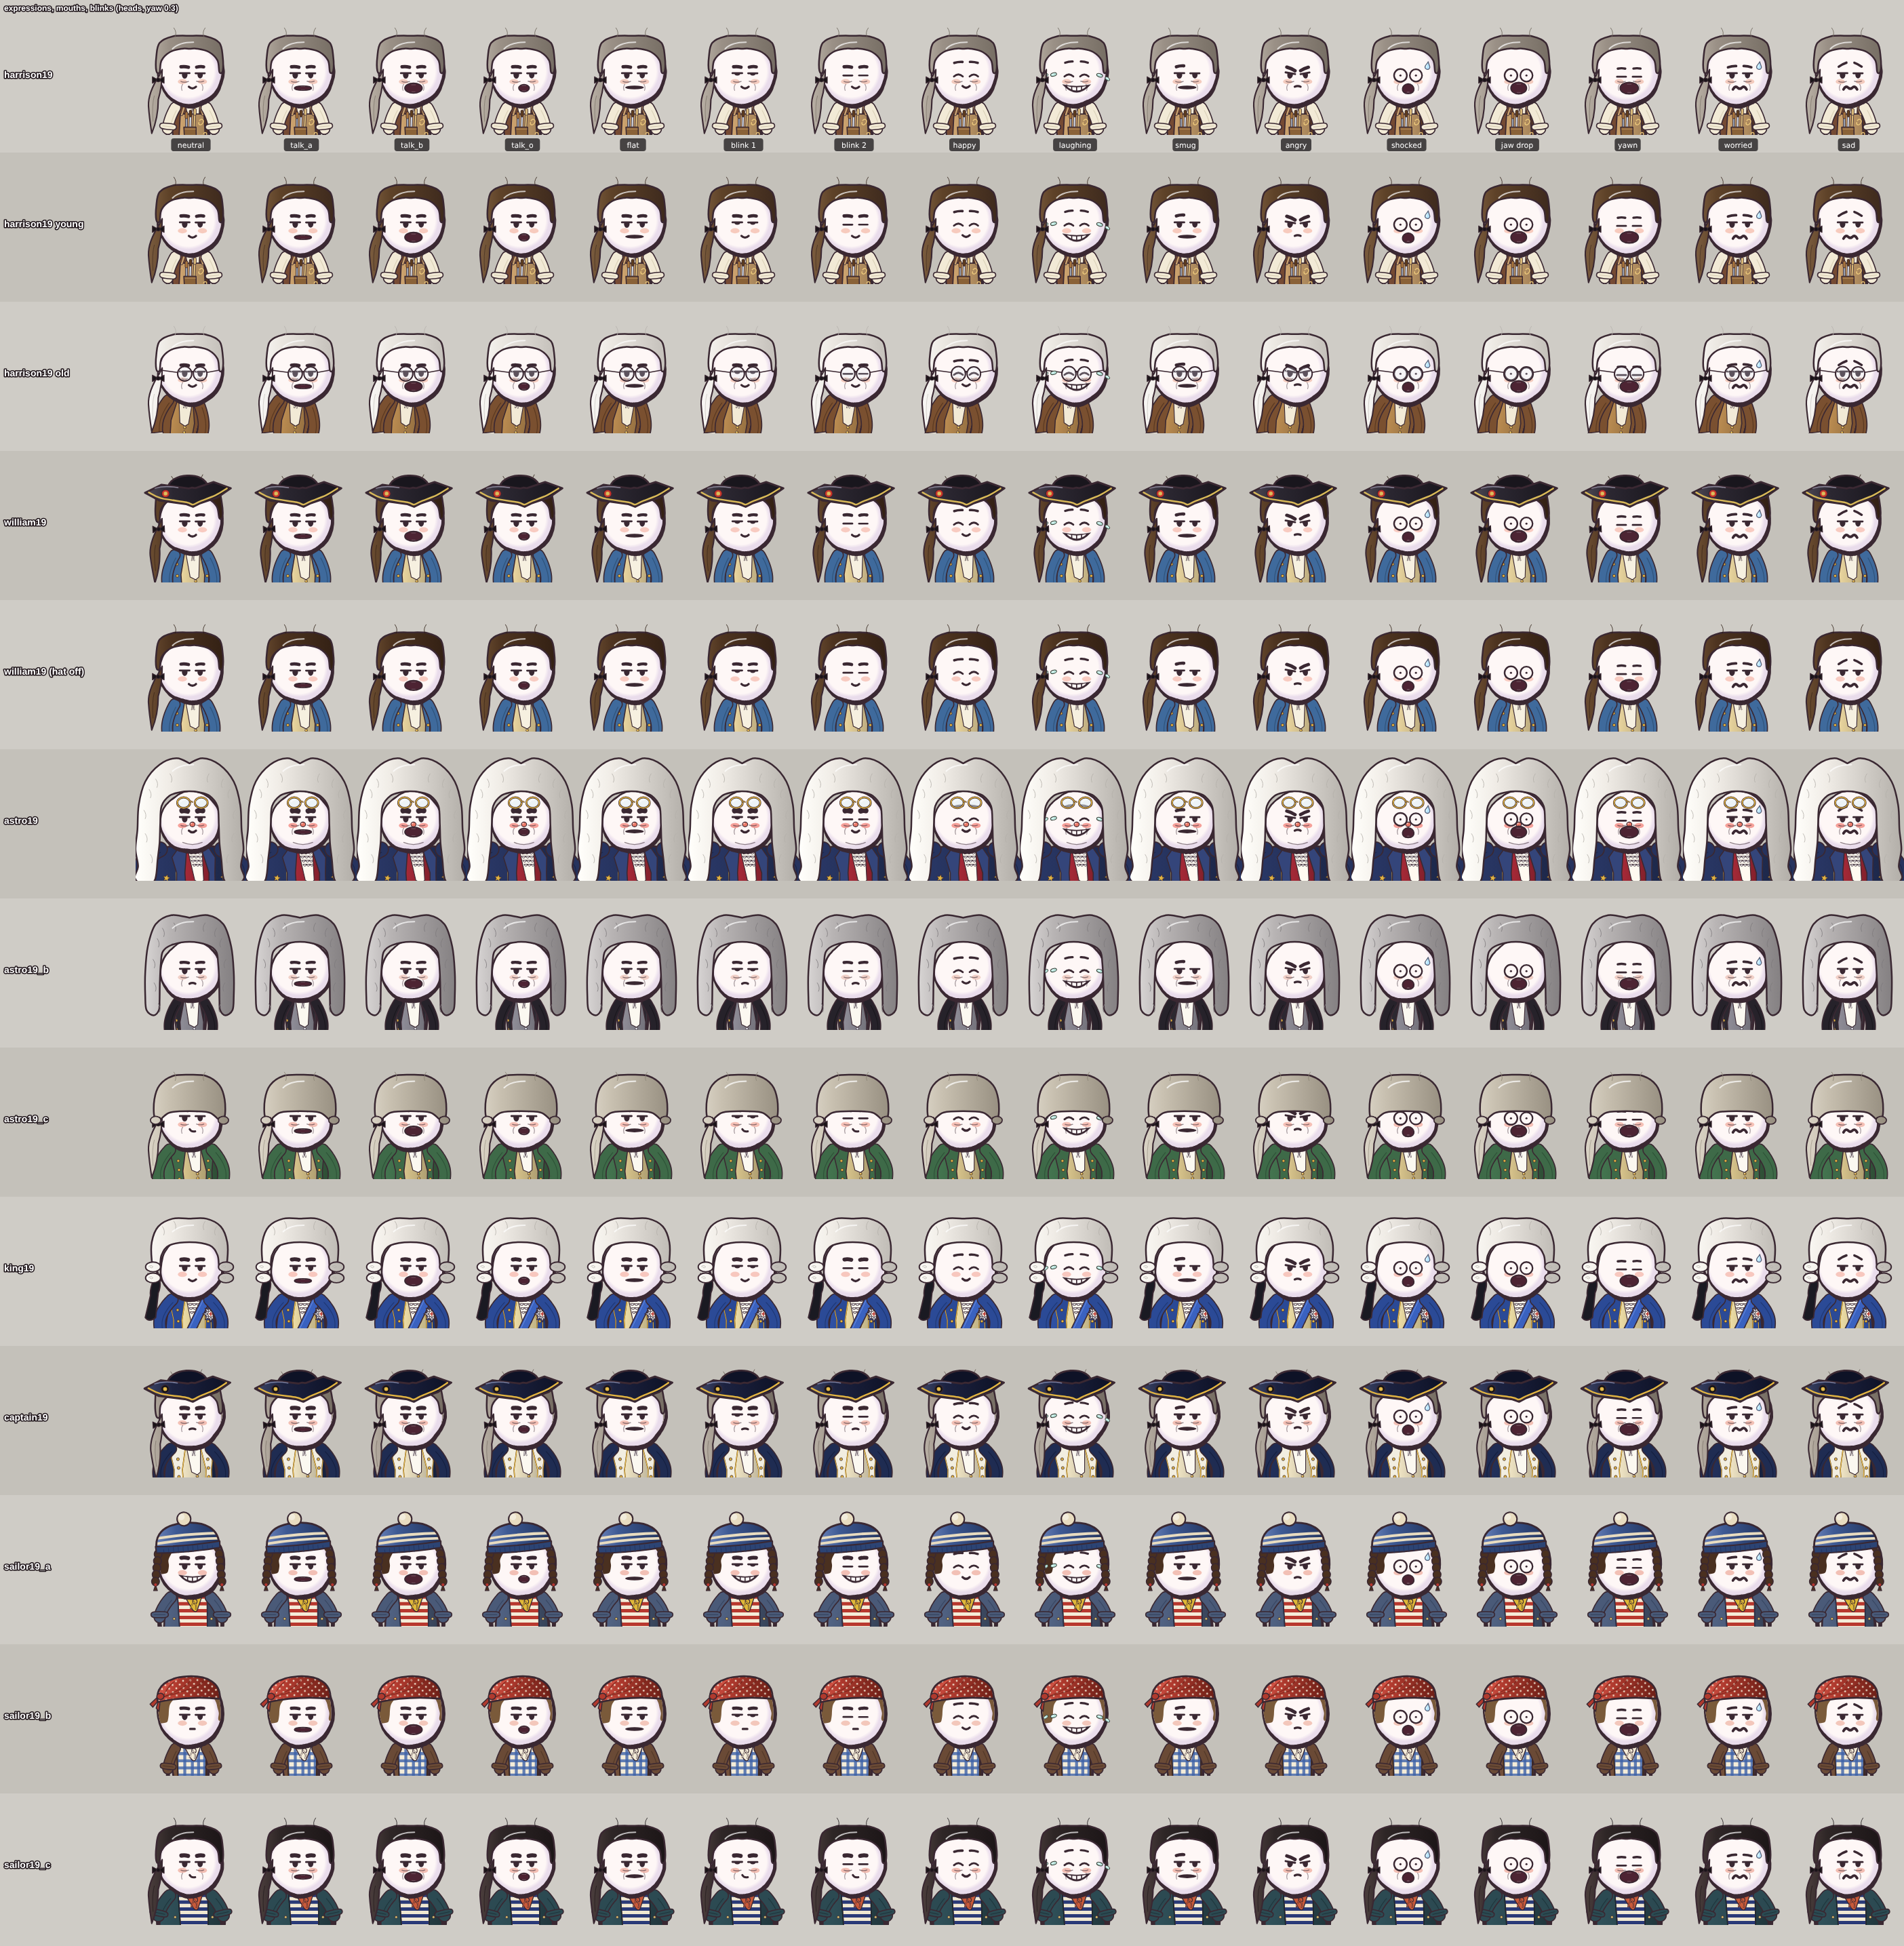 expressions, mouths, blinks (heads, yaw 0.3)
harrison19
neutral talk_a talk_b talk_o flat blink 1 blink 2 happy laughing smug angry shocked jaw drop yawn worried sad
harrison19 young
harrison19 old
william19
william19 (hat off)
astro19
astro19_b
astro19_c
king19
captain19
sailor19_a
sailor19_b
sailor19_c